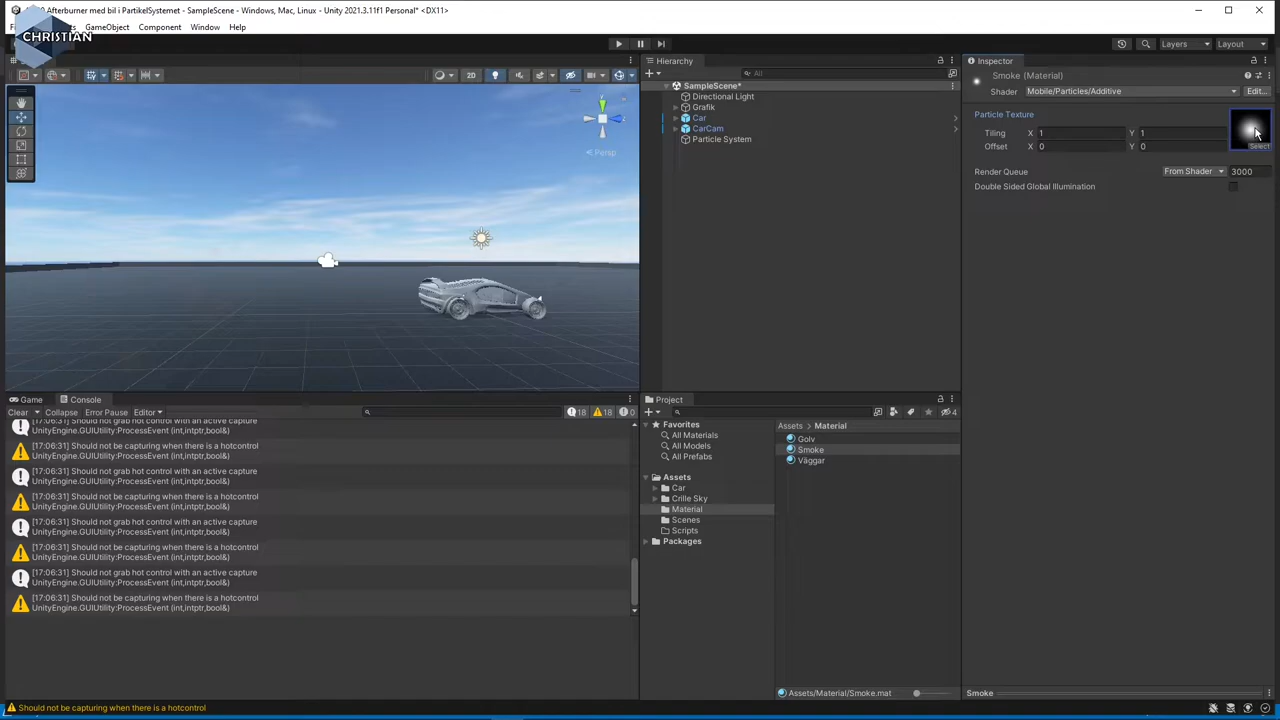 Afterburner med bil i PartikelSystemet - SampleScene - Windows, Mac, Linux - Unity 2021.3.11f1 Personal* <DX11>
GameObject Component Window Help
CHRISTIAN
Layers Layout
2D
Persp
Hierarchy
All
SampleScene*
Directional Light
Grafik
Car
CarCam
Particle System
Inspector
Smoke (Material)
Shader Mobile/Particles/Additive Edit...
Particle Texture
Tiling X 1 Y 1
Offset X 0 Y 0
Select
Render Queue From Shader 3000
Double Sided Global Illumination
Game Console
Clear Collapse Error Pause Editor 18 18 0
[17:06:31] Should not grab hot control with an active capture
UnityEngine.GUIUtility:ProcessEvent (int,intptr,bool&)
[17:06:31] Should not be capturing when there is a hotcontrol
UnityEngine.GUIUtility:ProcessEvent (int,intptr,bool&)
[17:06:31] Should not grab hot control with an active capture
UnityEngine.GUIUtility:ProcessEvent (int,intptr,bool&)
[17:06:31] Should not be capturing when there is a hotcontrol
UnityEngine.GUIUtility:ProcessEvent (int,intptr,bool&)
[17:06:31] Should not grab hot control with an active capture
UnityEngine.GUIUtility:ProcessEvent (int,intptr,bool&)
[17:06:31] Should not be capturing when there is a hotcontrol
UnityEngine.GUIUtility:ProcessEvent (int,intptr,bool&)
[17:06:31] Should not grab hot control with an active capture
UnityEngine.GUIUtility:ProcessEvent (int,intptr,bool&)
[17:06:31] Should not be capturing when there is a hotcontrol
UnityEngine.GUIUtility:ProcessEvent (int,intptr,bool&)
Project
4
Favorites
All Materials
All Models
All Prefabs
Assets
Car
Crille Sky
Material
Scenes
Scripts
Packages
Assets > Material
Golv
Smoke
Väggar
Assets/Material/Smoke.mat
Smoke
Should not be capturing when there is a hotcontrol